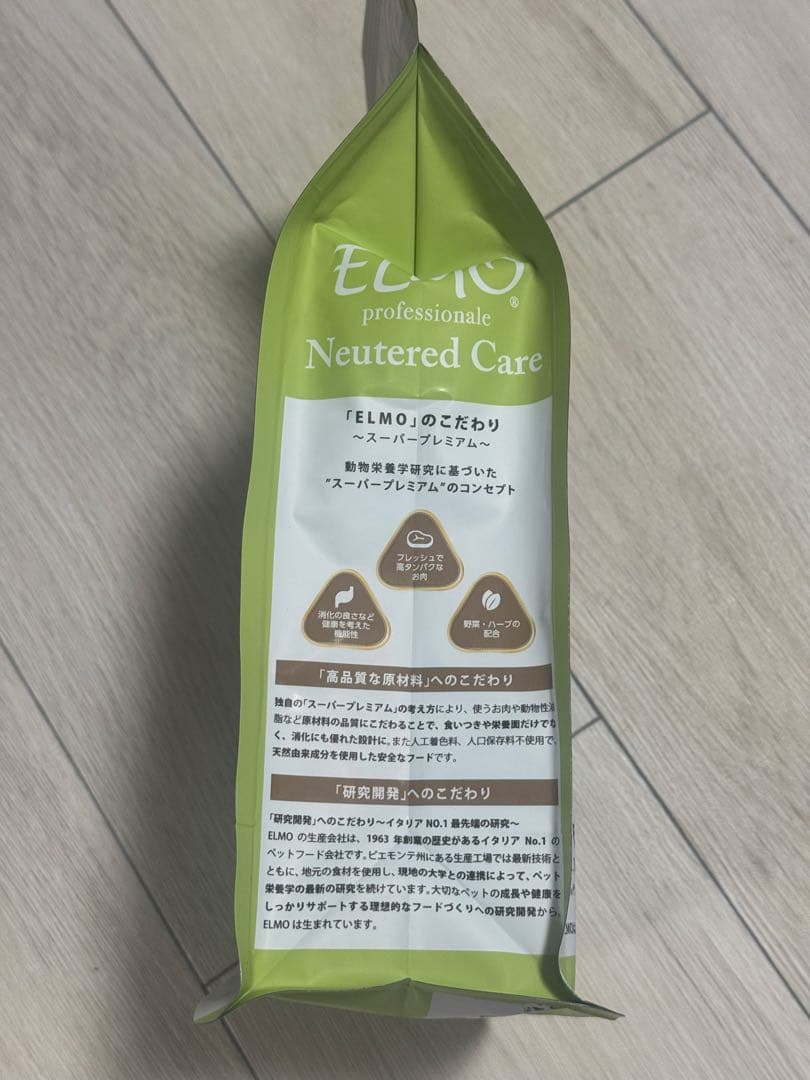 ELMO®
professionale
Neutered Care
「ELMO」のこだわり
～スーパープレミアム～
動物栄養学研究に基づいた
"スーパープレミアム"のコンセプト
フレッシュで
高タンパクな
お肉
消化の良さなど
健康を考えた
機能性
野菜・ハーブの
配合
「高品質な原材料」へのこだわり
独自の「スーパープレミアム」の考え方により、使うお肉や動物性油
脂など原材料の品質にこだわることで、食いつきや栄養面だけでな
く、消化にも優れた設計に。また人工着色料、人口保存料不使用で、
天然由来成分を使用した安全なフードです。
「研究開発」へのこだわり
「研究開発」へのこだわり～イタリア NO.1 最先端の研究～
ELMO の生産会社は、1963 年創業の歴史があるイタリア No.1 の
ペットフード会社です。ピエモンテ州にある生産工場では最新技術と
ともに、地元の食材を使用し、現地の大学との連携によって、ペット
栄養学の最新の研究を続けています。大切なペットの成長や健康を
しっかりサポートする理想的なフードづくりへの研究開発から、
ELMO は生まれています。